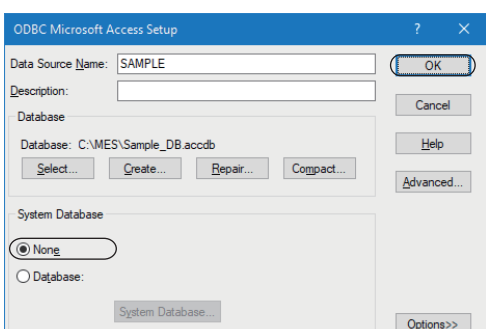 ODBC Microsoft Access Setup ? ×
Data Source Name: SAMPLE
OK
Description:
Cancel
Database
Database: C:\MES\Sample_DB.accdb
Help
Select... Create... Repair... Compact...
Advanced...
System Database
None
Database:
System Database...
Options>>